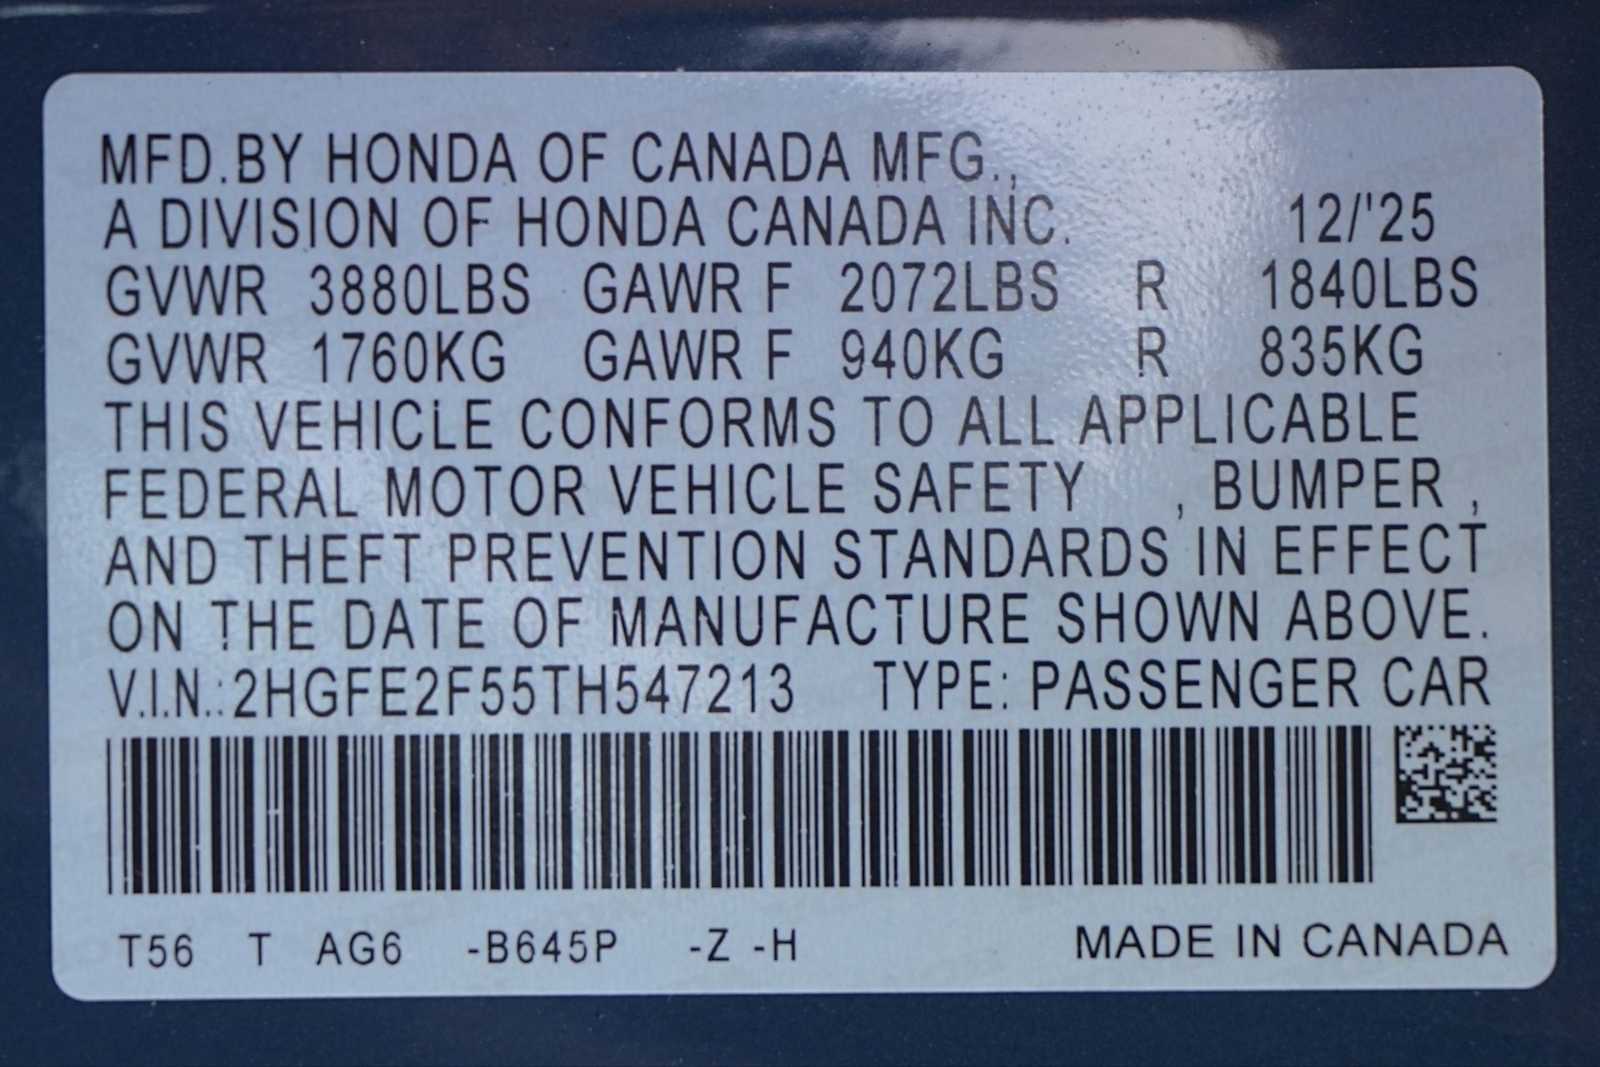 MFD.BY HONDA OF CANADA MFG.,
A DIVISION OF HONDA CANADA INC. 12/'25
GVWR 3880LBS GAWR F 2072LBS R 1840LBS
GVWR 1760KG GAWR F 940KG R 835KG
THIS VEHICLE CONFORMS TO ALL APPLICABLE
FEDERAL MOTOR VEHICLE SAFETY , BUMPER ,
AND THEFT PREVENTION STANDARDS IN EFFECT
ON THE DATE OF MANUFACTURE SHOWN ABOVE.
V.I.N.:2HGFE2F55TH547213 TYPE: PASSENGER CAR
T56 T AG6 -B645P -Z -H MADE IN CANADA